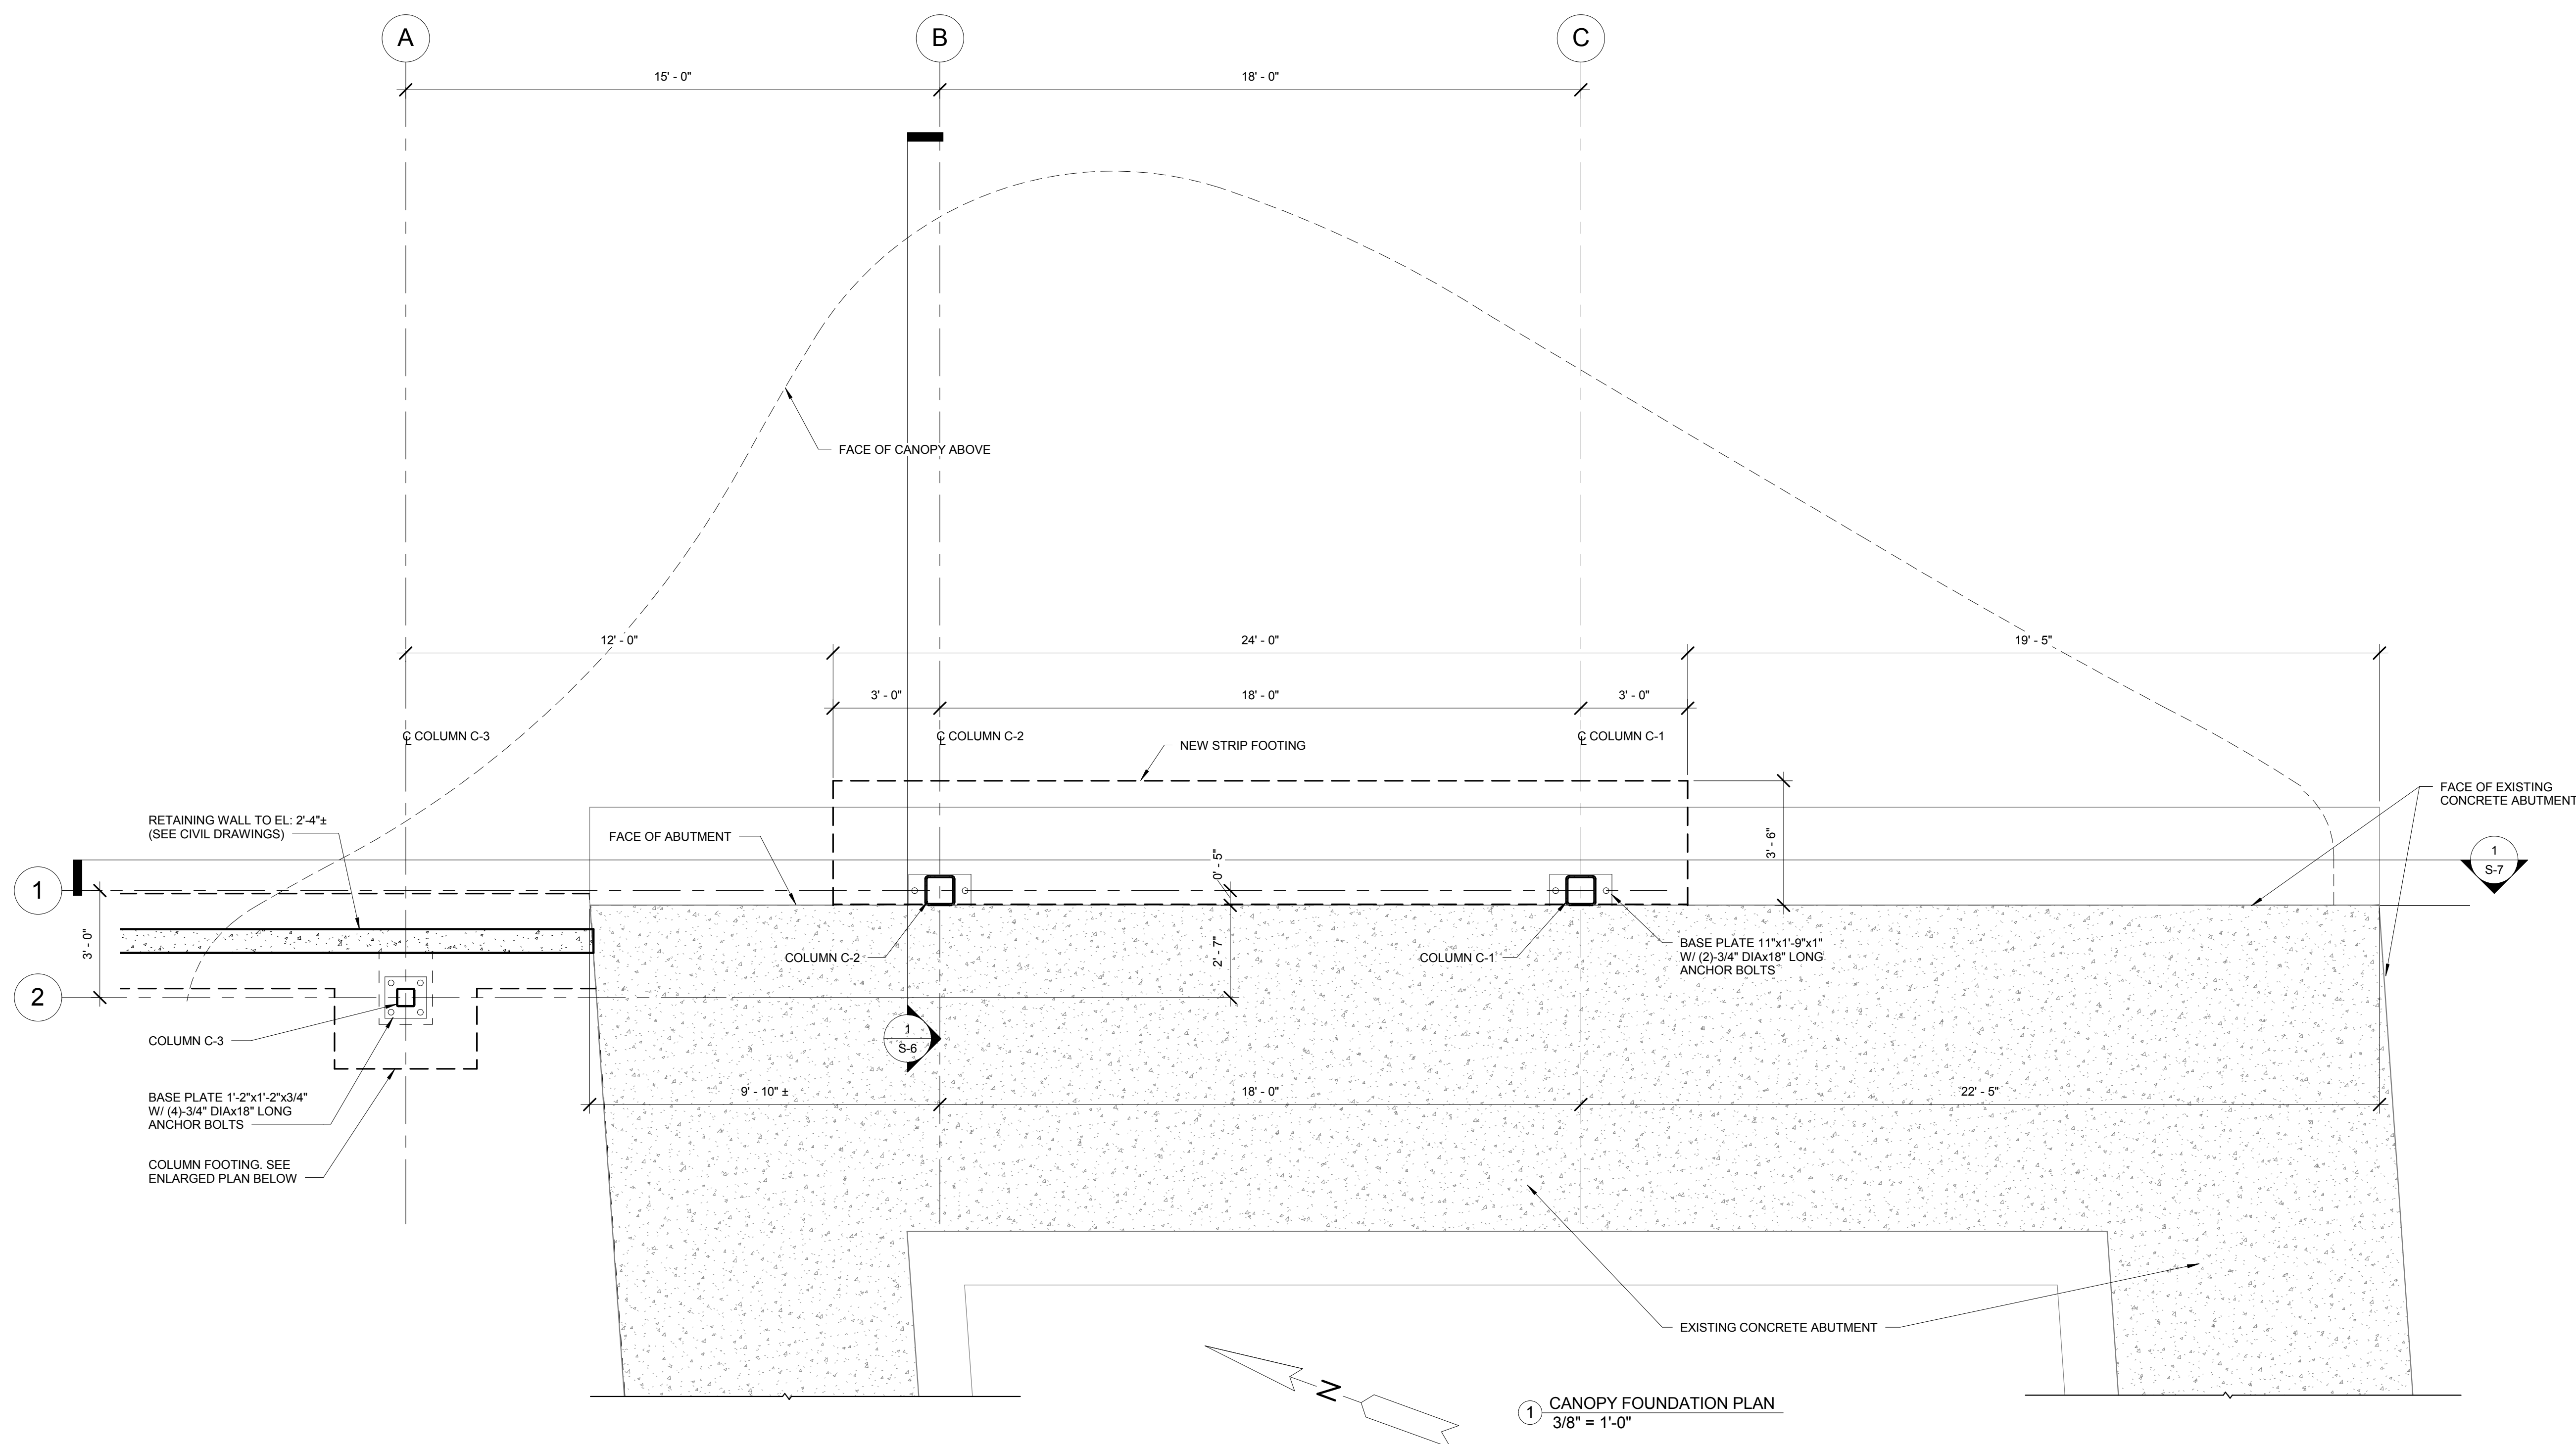 A
B
C
15' - 0"
18' - 0"
FACE OF CANOPY ABOVE
12' - 0"
24' - 0"
19' - 5"
3' - 0"
18' - 0"
3' - 0"
℄ COLUMN C-3
℄ COLUMN C-2
℄ COLUMN C-1
NEW STRIP FOOTING
FACE OF EXISTING
CONCRETE ABUTMENT
RETAINING WALL TO EL: 2'-4"±
(SEE CIVIL DRAWINGS)
FACE OF ABUTMENT
3' - 6"
0' - 5"
1
S-7
1
3' - 0"
2' - 7"
COLUMN C-2
COLUMN C-1
BASE PLATE 11"x1'-9"x1"
W/ (2)-3/4" DIAx18" LONG
ANCHOR BOLTS
2
COLUMN C-3
1
S-6
9' - 10" ±
18' - 0"
22' - 5"
BASE PLATE 1'-2"x1'-2"x3/4"
W/ (4)-3/4" DIAx18" LONG
ANCHOR BOLTS
COLUMN FOOTING. SEE
ENLARGED PLAN BELOW
EXISTING CONCRETE ABUTMENT
N
1
CANOPY FOUNDATION PLAN
3/8" = 1'-0"